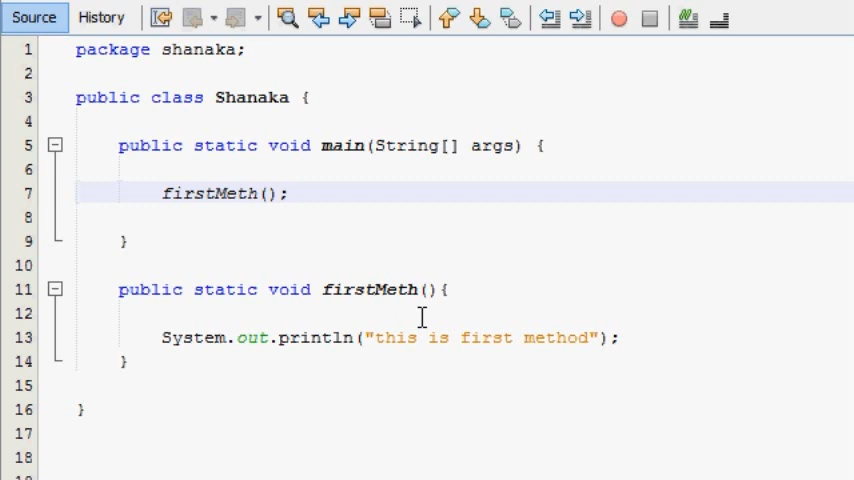 Source History
1 package shanaka;
2
3 public class Shanaka {
4
5 public static void main(String[] args) {
6
7 firstMeth();
8
9 }
10
11 public static void firstMeth(){
12
13 System.out.println("this is first method");
14 }
15
16 }
17
18